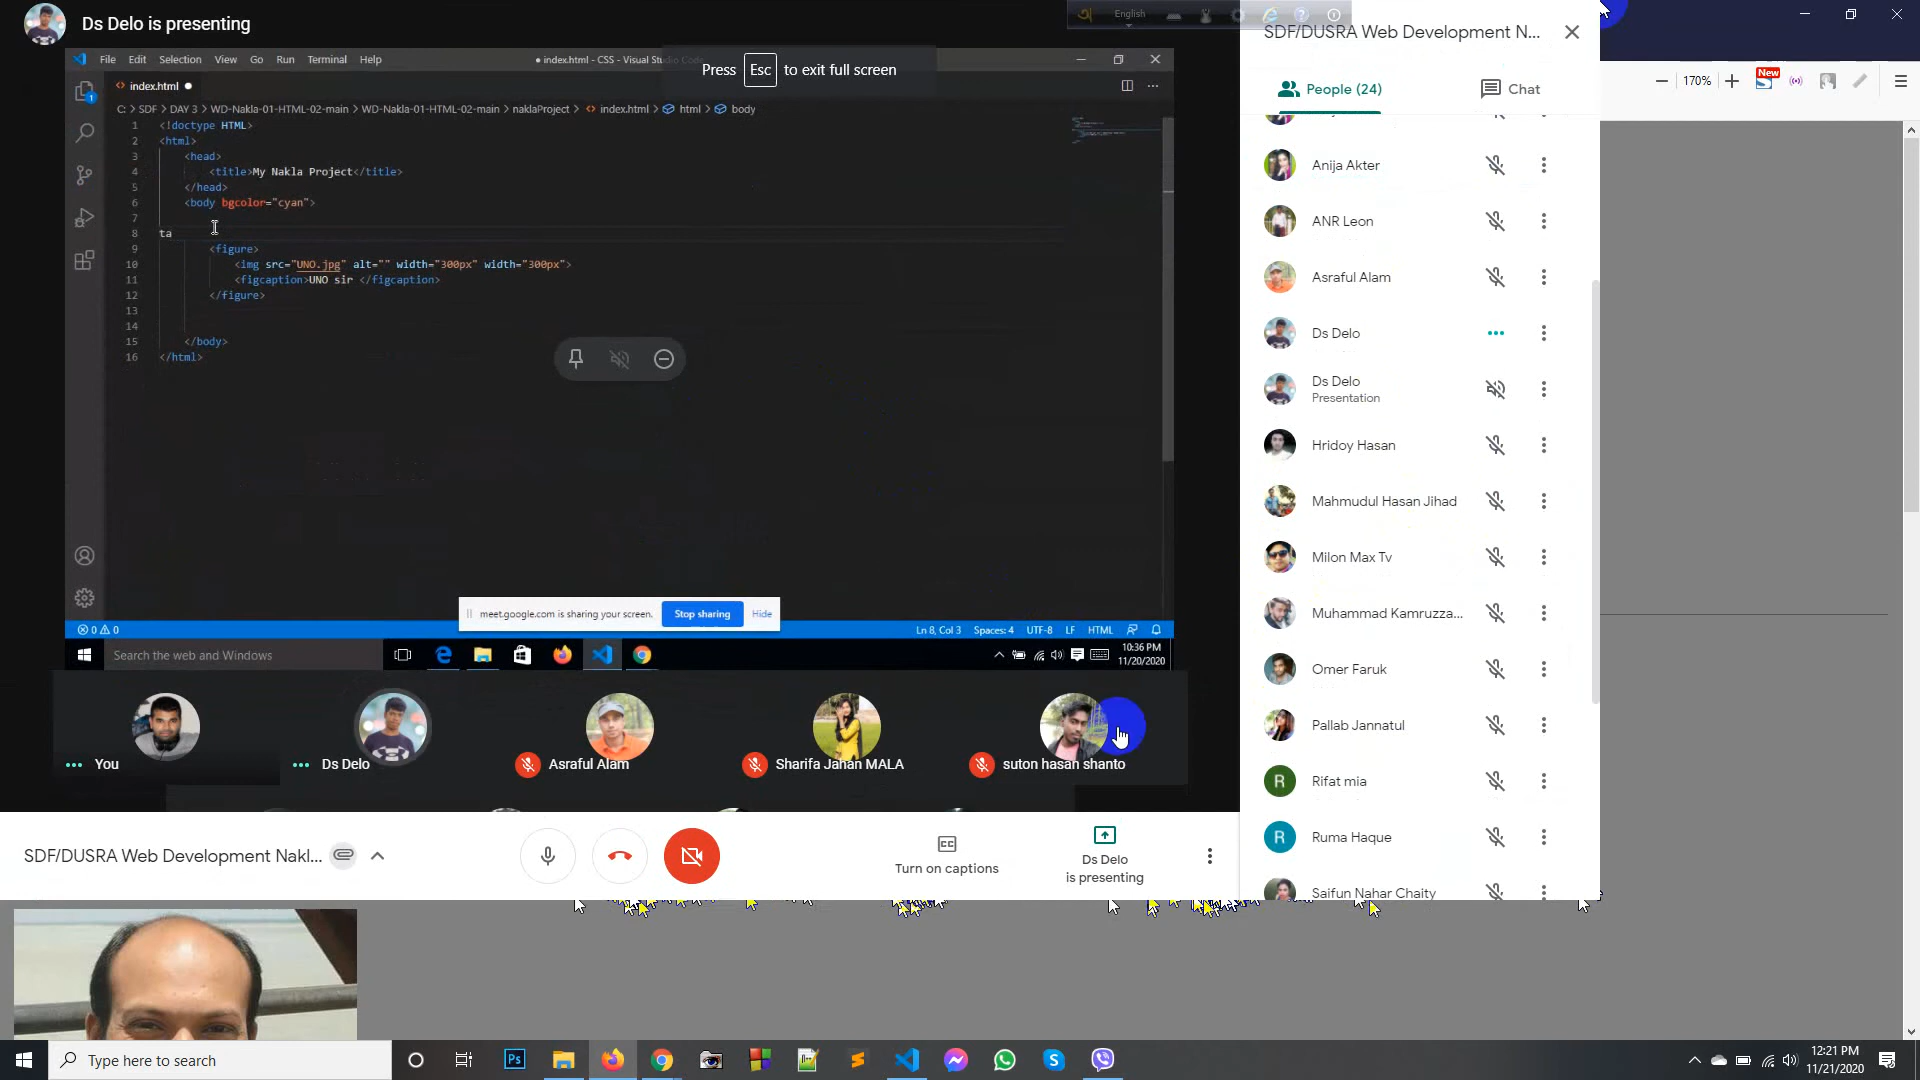 Ds Delo is presenting
English
File Edit Selection View Go Run Terminal Help
● index.html - CSS - Visual Studio Code
Press Esc to exit full screen
index.html
C: > SDF > DAY 3 > WD-Nakla-01-HTML-02-main > WD-Nakla-01-HTML-02-main > naklaProject > index.html > html > body
1 <!doctype HTML>
2 <html>
3 <head>
4 <title>My Nakla Project</title>
5 </head>
6 <body bgcolor="cyan">
7
8 ta
9 <figure>
10 <img src="UNO.jpg" alt="" width="300px" width="300px">
11 <figcaption>UNO sir </figcaption>
12 </figure>
13
14
15 </body>
16 </html>
meet.google.com is sharing your screen. Stop sharing Hide
0 0
Ln 8, Col 3 Spaces: 4 UTF-8 LF HTML
Search the web and Windows
10:36 PM
11/20/2020
You
Ds Delo
Asraful Alam
Sharifa Jahan MALA
suton hasan shanto
SDF/DUSRA Web Development Nakl...
Turn on captions
Ds Delo
is presenting
SDF/DUSRA Web Development N...
People (24)
Chat
Anija Akter
ANR Leon
Asraful Alam
Ds Delo
Ds Delo
Presentation
Hridoy Hasan
Mahmudul Hasan Jihad
Milon Max Tv
Muhammad Kamruzza...
Omer Faruk
Pallab Jannatul
R Rifat mia
R Ruma Haque
Saifun Nahar Chaity
170%
New
Type here to search
Ps
12:21 PM
11/21/2020